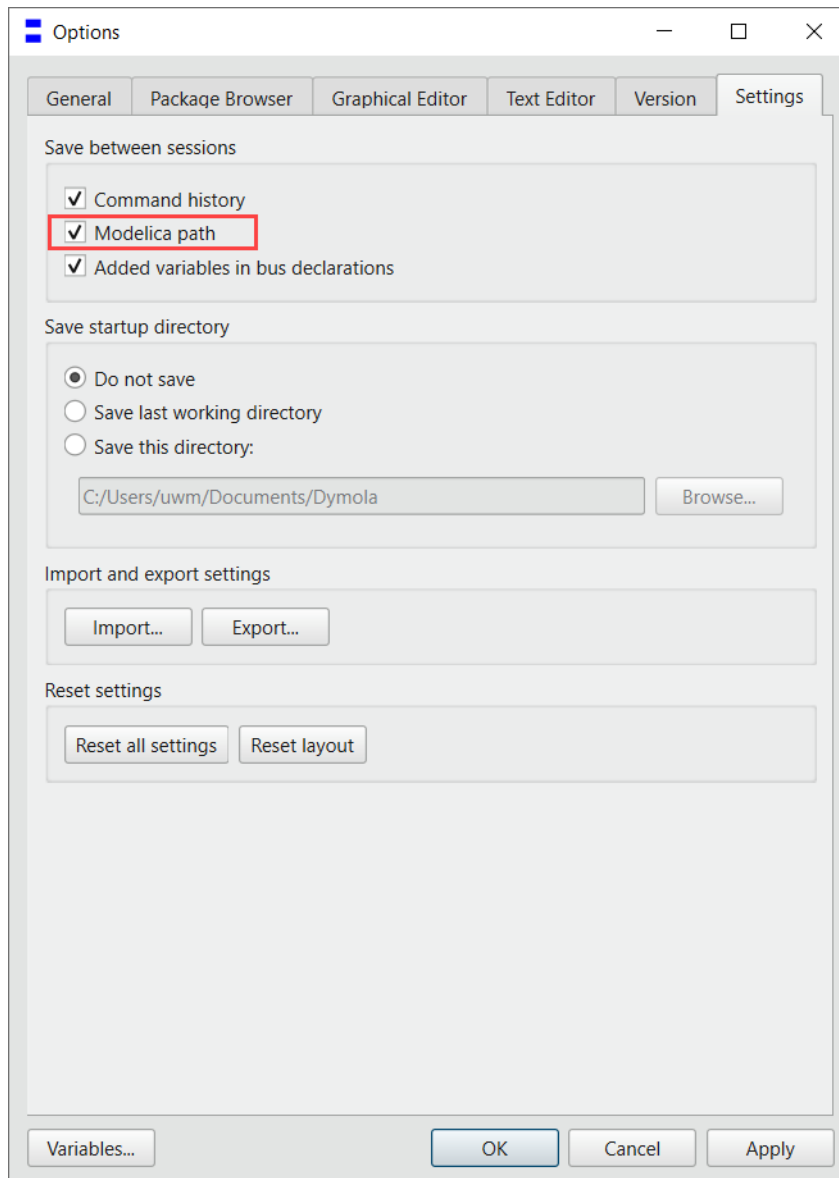 Options
General Package Browser Graphical Editor Text Editor Version Settings
Save between sessions
Command history
Modelica path
Added variables in bus declarations
Save startup directory
Do not save
Save last working directory
Save this directory:
C:/Users/uwm/Documents/Dymola Browse...
Import and export settings
Import... Export...
Reset settings
Reset all settings Reset layout
Variables... OK Cancel Apply